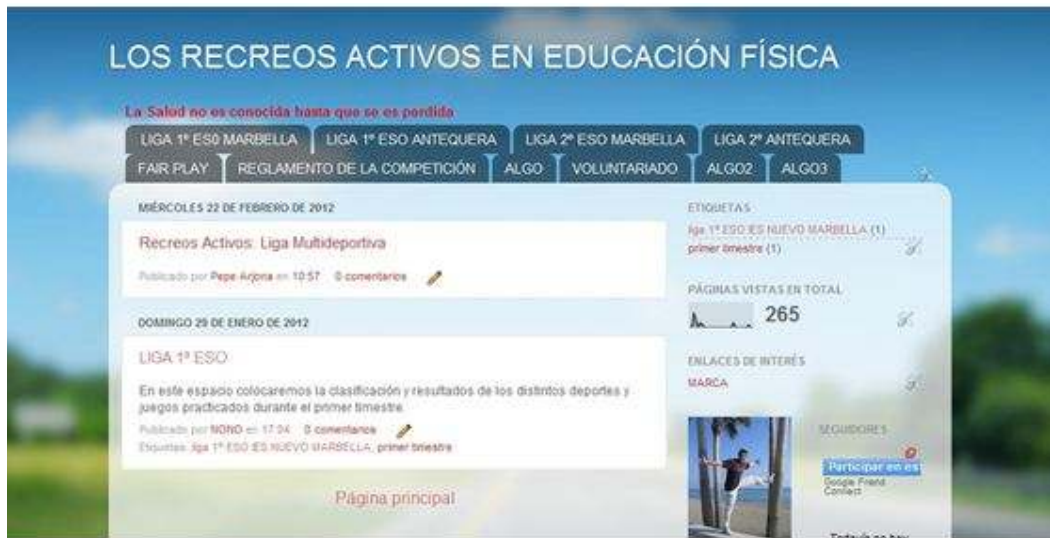 LOS RECREOS ACTIVOS EN EDUCACIÓN FÍSICA
La Salud no es conocida hasta que se es perdida
LIGA 1º ESO MARBELLA
LIGA 1º ESO ANTEQUERA
LIGA 2º ESO MARBELLA
LIGA 2º ANTEQUERA
FAIR PLAY
REGLAMENTO DE LA COMPETICIÓN
ALGO
VOLUNTARIADO
ALGO2
ALGO3
MIÉRCOLES 22 DE FEBRERO DE 2012
Recreos Activos: Liga Multideportiva
Publicado por Pepe Arjona en 10:57 0 comentarios
DOMINGO 29 DE ENERO DE 2012
LIGA 1º ESO
En este espacio colocaremos la clasificación y resultados de los distintos deportes y
juegos practicados durante el primer timestre.
Publicado por NONO en 17:04 0 comentarios
Etiquetas: liga 1º ESO IES NUEVO MARBELLA, primer timestre
Página principal
ETIQUETAS
liga 1º ESO IES NUEVO MARBELLA (1)
primer timestre (1)
PÁGINAS VISTAS EN TOTAL
265
ENLACES DE INTERÉS
MARCA
SEGUIDORES
Participar en es
Google Friend
Connect
Todavía no hay